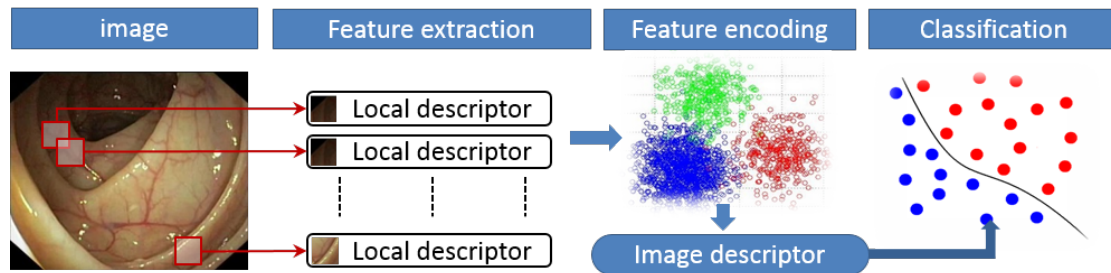 image
Feature extraction
Feature encoding
Classification
Local descriptor
Local descriptor
Local descriptor
Image descriptor